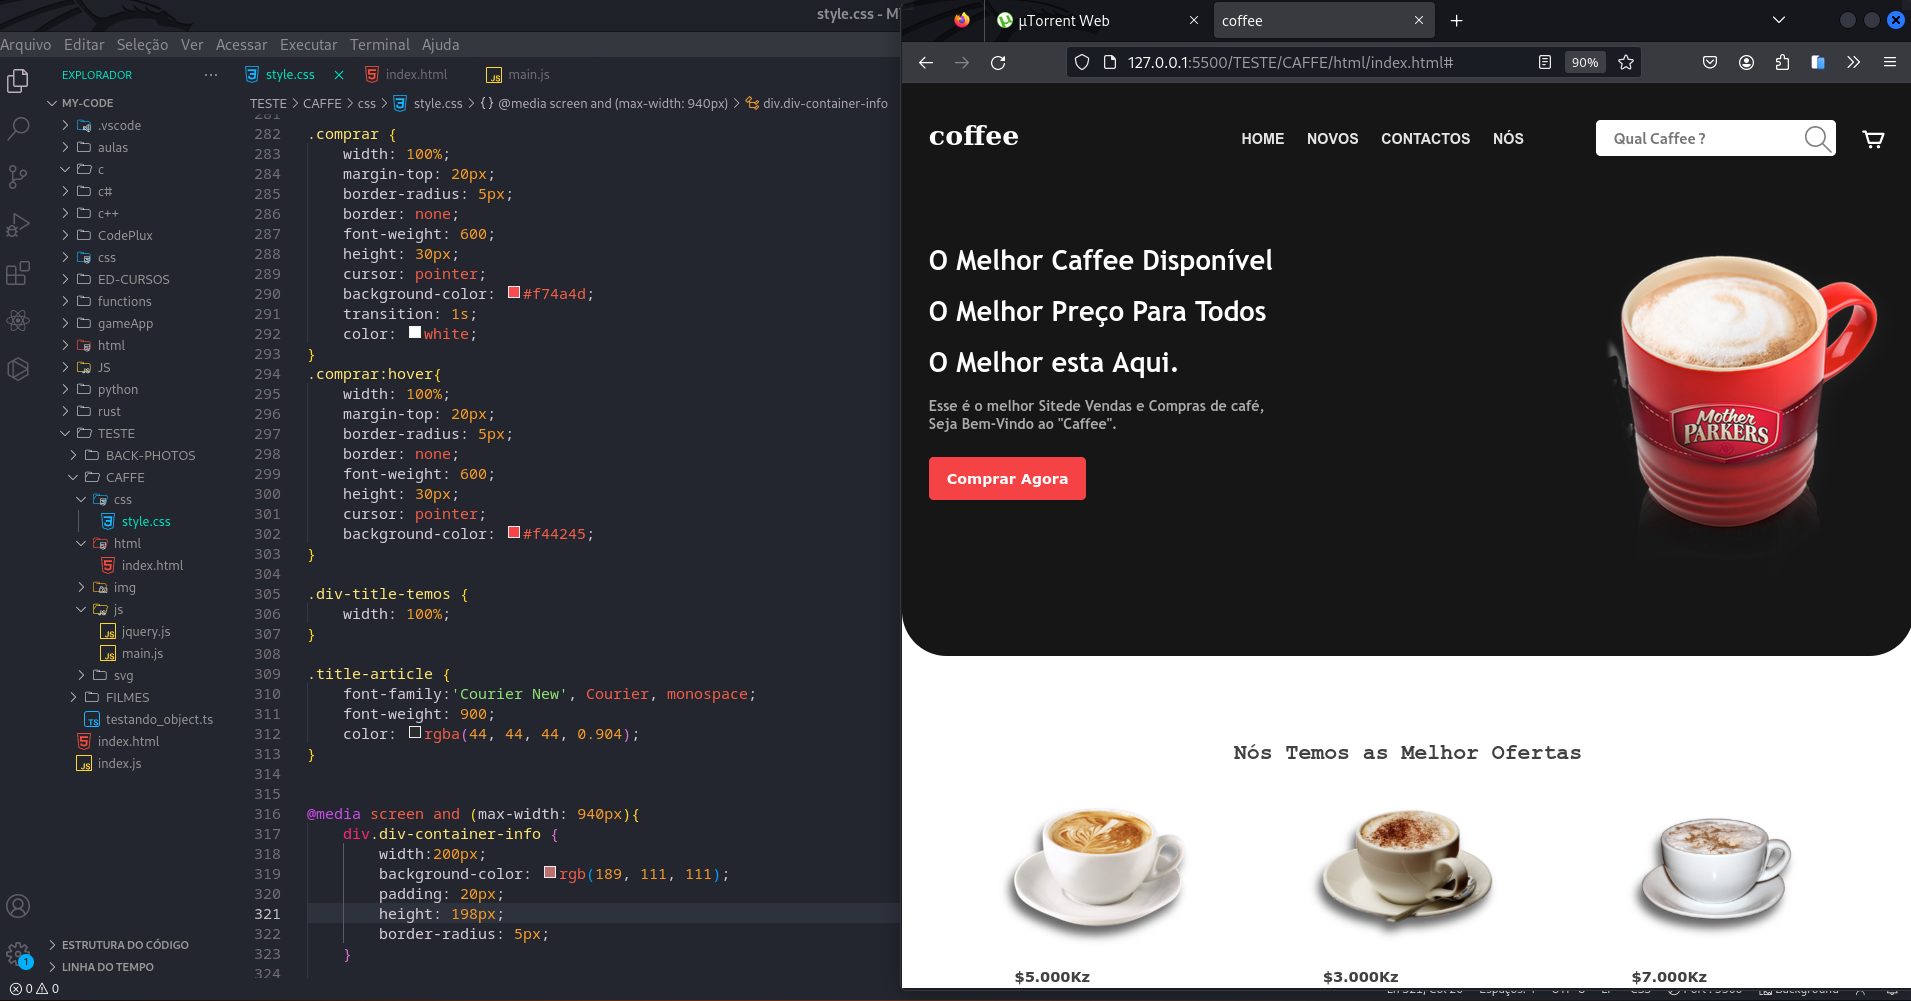 style.css - M
Arquivo Editar Seleção Ver Acessar Executar Terminal Ajuda
EXPLORADOR ···
style.css
index.html
main.js
MY-CODE
.vscode
aulas
c
c#
c++
CodePlux
css
ED-CURSOS
functions
gameApp
html
JS
python
rust
TESTE
BACK-PHOTOS
CAFFE
css
style.css
html
index.html
img
js
jquery.js
main.js
svg
FILMES
testando_object.ts
index.html
index.js
ESTRUTURA DO CÓDIGO
LINHA DO TEMPO
1
0 0
TESTE > CAFFE > css > style.css > {} @media screen and (max-width: 940px) > div.div-container-info
281
282 .comprar {
283 width: 100%;
284 margin-top: 20px;
285 border-radius: 5px;
286 border: none;
287 font-weight: 600;
288 height: 30px;
289 cursor: pointer;
290 background-color: #f74a4d;
291 transition: 1s;
292 color: white;
293 }
294 .comprar:hover{
295 width: 100%;
296 margin-top: 20px;
297 border-radius: 5px;
298 border: none;
299 font-weight: 600;
300 height: 30px;
301 cursor: pointer;
302 background-color: #f44245;
303 }
304
305 .div-title-temos {
306 width: 100%;
307 }
308
309 .title-article {
310 font-family:'Courier New', Courier, monospace;
311 font-weight: 900;
312 color: rgba(44, 44, 44, 0.904);
313 }
314
315
316 @media screen and (max-width: 940px){
317 div.div-container-info {
318 width:200px;
319 background-color: rgb(189, 111, 111);
320 padding: 20px;
321 height: 198px;
322 border-radius: 5px;
323 }
324
µTorrent Web
coffee
127.0.0.1:5500/TESTE/CAFFE/html/index.html#
90%
coffee
HOME NOVOS CONTACTOS NÓS
Qual Caffee ?
O Melhor Caffee Disponível
O Melhor Preço Para Todos
O Melhor esta Aqui.
Esse é o melhor Sitede Vendas e Compras de café,
Seja Bem-Vindo ao "Caffee".
Comprar Agora
Mother
PARKERS
Nós Temos as Melhor Ofertas
$5.000Kz
$3.000Kz
$7.000Kz